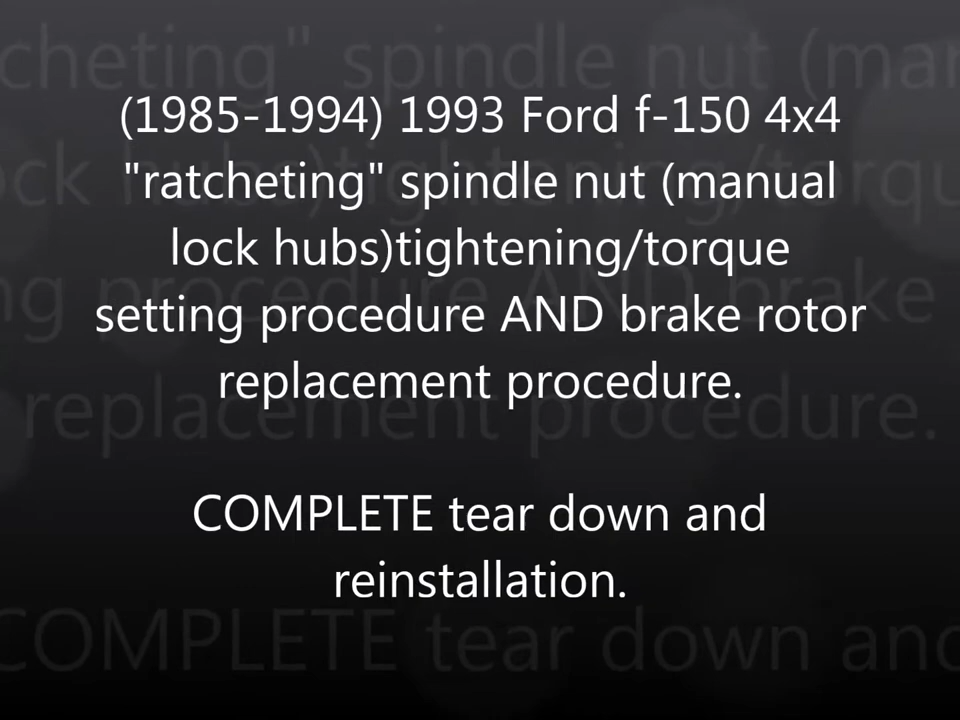 (1985-1994) 1993 Ford f-150 4x4
"ratcheting" spindle nut (manual
lock hubs)tightening/torque
setting procedure AND brake rotor
replacement procedure.
COMPLETE tear down and
reinstallation.